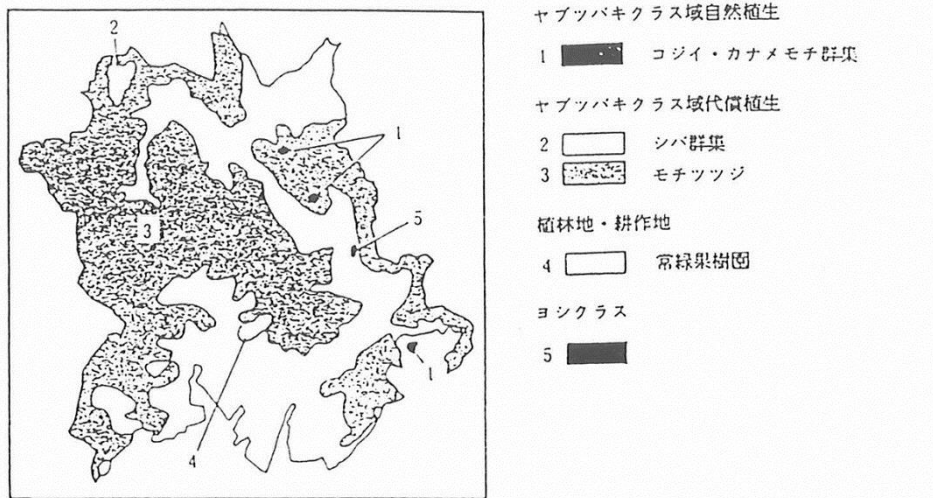 ヤブツバキクラス域自然植生
1 コジイ・カナメモチ群集
ヤブツバキクラス域代償植生
2 シバ群集
3 モチツツジ
植林地・耕作地
4 常緑果樹園
ヨシクラス
5
2
1
5
3
1
4